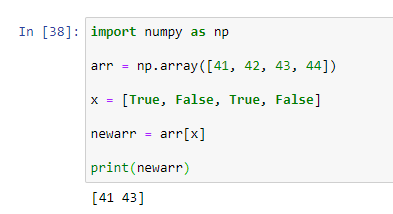 In [38]: import numpy as np
arr = np.array([41, 42, 43, 44])
x = [True, False, True, False]
newarr = arr[x]
print(newarr)
[41 43]